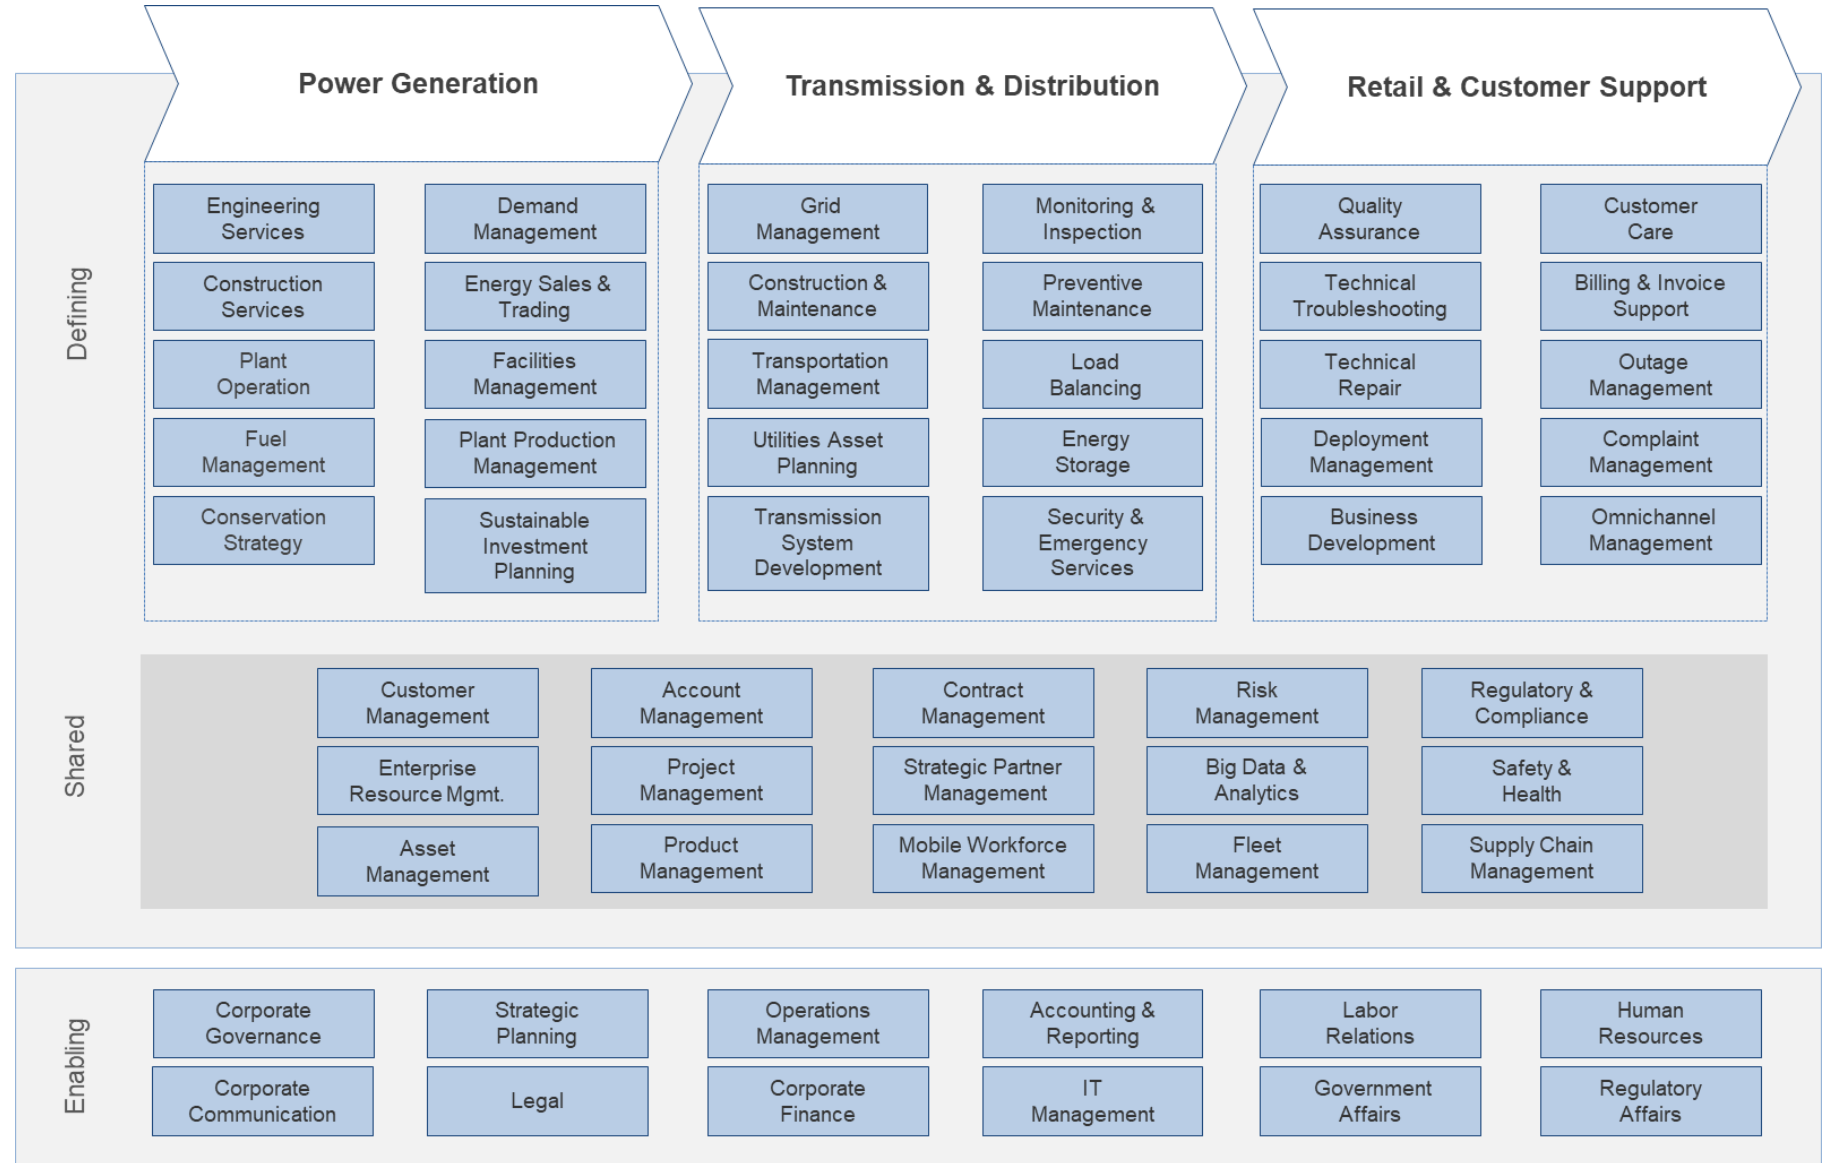 Power Generation
Transmission & Distribution
Retail & Customer Support
Defining
Engineering
Services
Demand
Management
Construction
Services
Energy Sales &
Trading
Plant
Operation
Facilities
Management
Fuel
Management
Plant Production
Management
Conservation
Strategy
Sustainable
Investment
Planning
Grid
Management
Monitoring &
Inspection
Construction &
Maintenance
Preventive
Maintenance
Transportation
Management
Load
Balancing
Utilities Asset
Planning
Energy
Storage
Transmission
System
Development
Security &
Emergency
Services
Quality
Assurance
Customer
Care
Technical
Troubleshooting
Billing & Invoice
Support
Technical
Repair
Outage
Management
Deployment
Management
Complaint
Management
Business
Development
Omnichannel
Management
Shared
Customer
Management
Account
Management
Contract
Management
Risk
Management
Regulatory &
Compliance
Enterprise
Resource Mgmt.
Project
Management
Strategic Partner
Management
Big Data &
Analytics
Safety &
Health
Asset
Management
Product
Management
Mobile Workforce
Management
Fleet
Management
Supply Chain
Management
Enabling
Corporate
Governance
Strategic
Planning
Operations
Management
Accounting &
Reporting
Labor
Relations
Human
Resources
Corporate
Communication
Legal
Corporate
Finance
IT
Management
Government
Affairs
Regulatory
Affairs